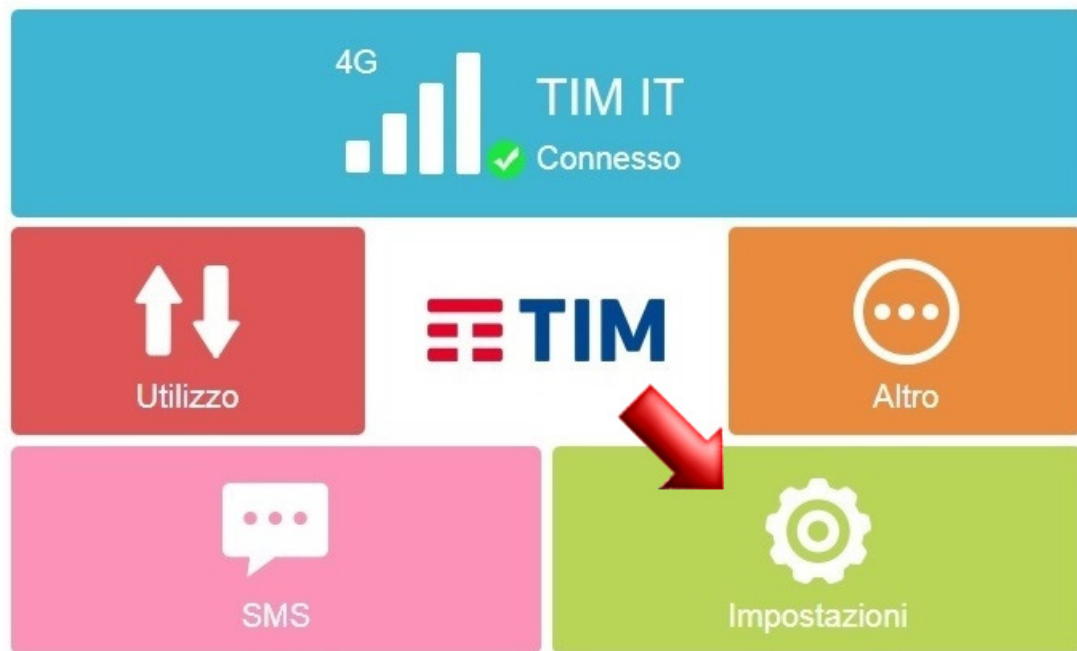 4G
TIM IT
Connesso
Utilizzo
TIM
Altro
SMS
Impostazioni